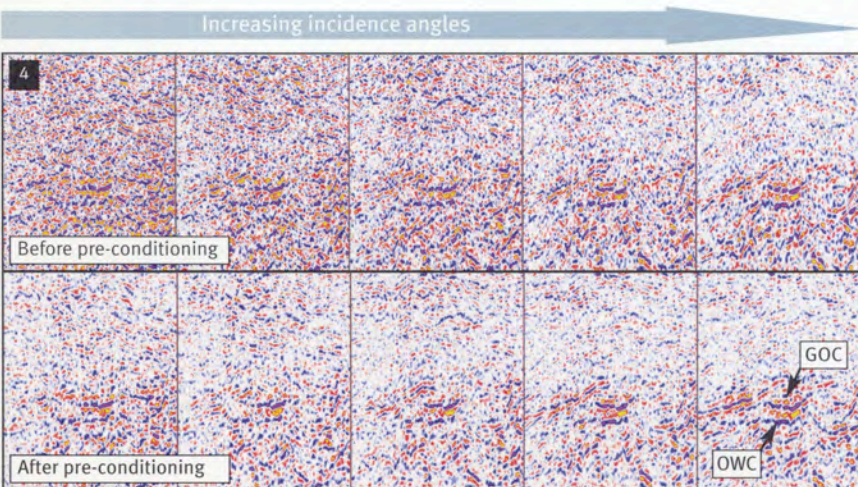 Increasing incidence angles
4
Before pre-conditioning
GOC
OWC
After pre-conditioning